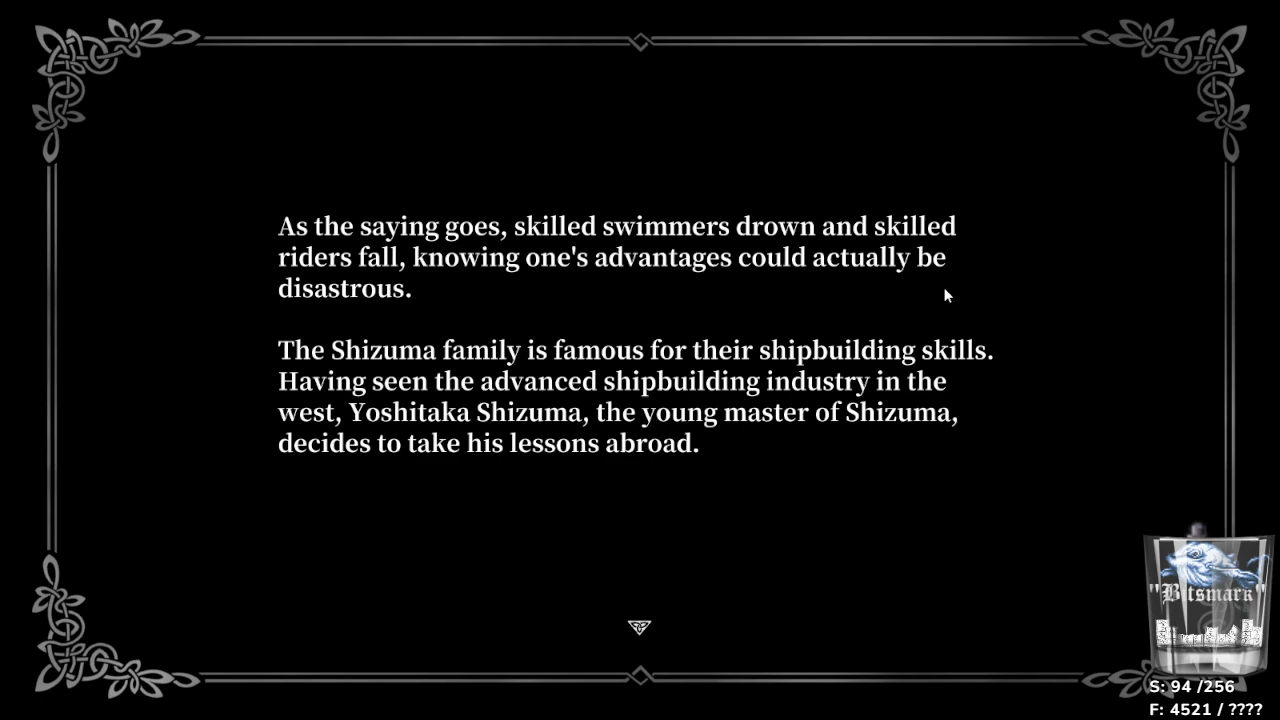 As the saying goes, skilled swimmers drown and skilled
riders fall, knowing one's advantages could actually be
disastrous.
The Shizuma family is famous for their shipbuilding skills.
Having seen the advanced shipbuilding industry in the
west, Yoshitaka Shizuma, the young master of Shizuma,
decides to take his lessons abroad.
"Bitsmark"
S: 94 /256
F: 4521 / ????